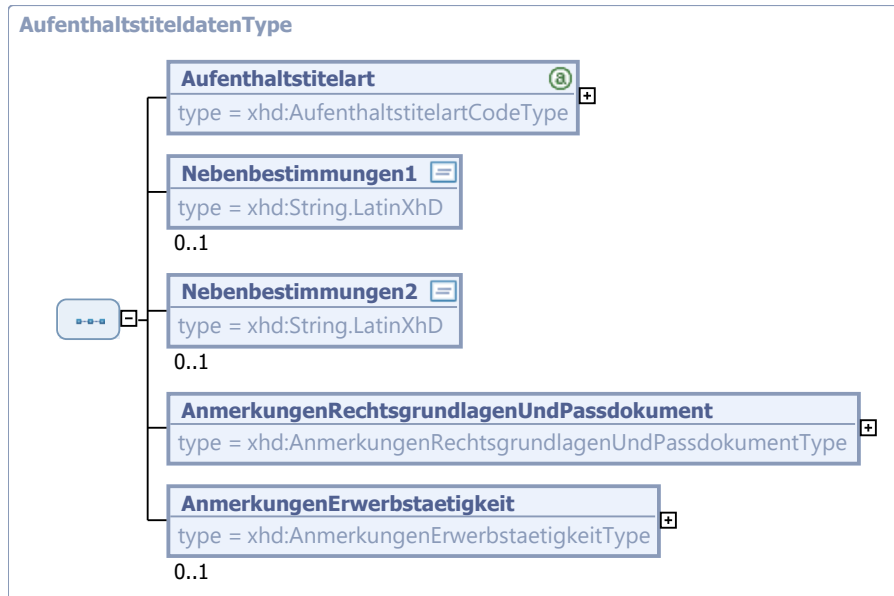 AufenthaltstiteldatenType
Aufenthaltstitelart
type = xhd:AufenthaltstitelartCodeType
Nebenbestimmungen1
type = xhd:String.LatinXhD
0..1
Nebenbestimmungen2
type = xhd:String.LatinXhD
0..1
AnmerkungenRechtsgrundlagenUndPassdokument
type = xhd:AnmerkungenRechtsgrundlagenUndPassdokumentType
AnmerkungenErwerbstaetigkeit
type = xhd:AnmerkungenErwerbstaetigkeitType
0..1